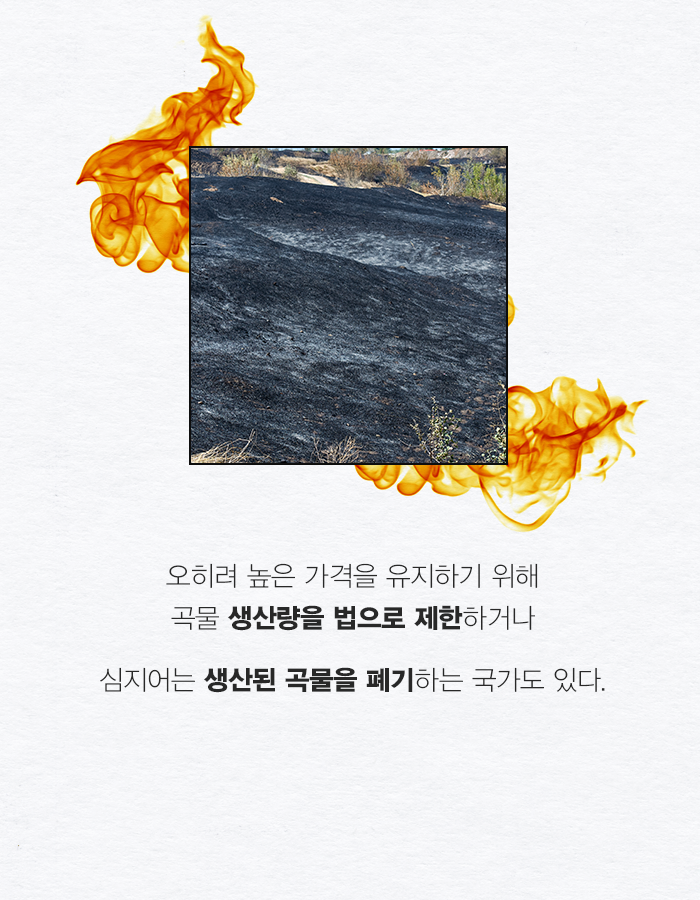 오히려 높은 가격을 유지하기 위해
곡물 생산량을 법으로 제한하거나
심지어는 생산된 곡물을 폐기하는 국가도 있다.